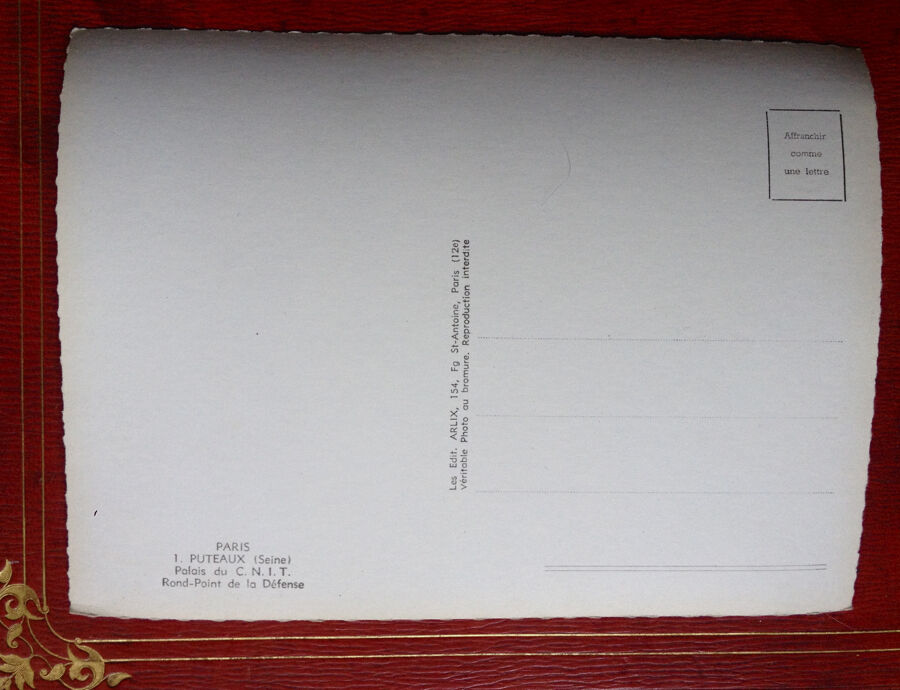 Affranchir
comme
une lettre
Les Edit. ARLIX, 154, Fg St-Antoine, Paris (12e)
Véritable Photo au bromure. Reproduction interdite
PARIS
1. PUTEAUX (Seine)
Palais du C. N. I. T.
Rond-Point de la Défense